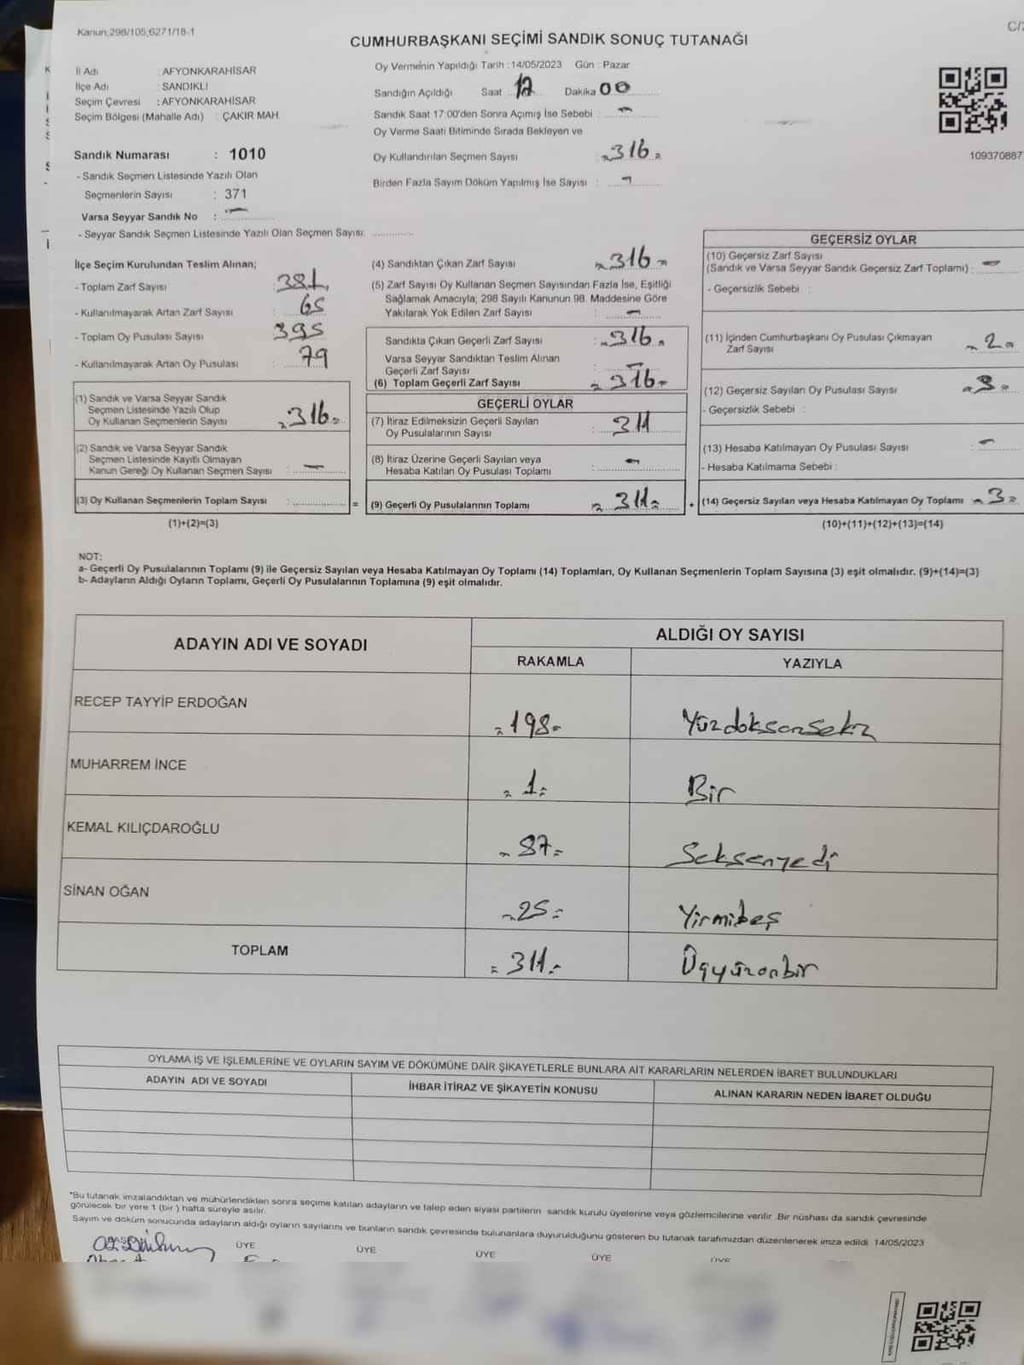 Kanun 298/105,6271/18-1
CUMHURBAŞKANI SEÇİMİ SANDIK SONUÇ TUTANAĞI
C/2
İl Adı : AFYONKARAHİSAR
İlçe Adı : SANDIKLI
Seçim Çevresi : AFYONKARAHİSAR
Seçim Bölgesi (Mahalle Adı) : ÇAKIR MAH.
Sandık Numarası : 1010
- Sandık Seçmen Listesinde Yazılı Olan
Seçmenlerin Sayısı : 371
Varsa Seyyar Sandık No : —
- Seyyar Sandık Seçmen Listesinde Yazılı Olan Seçmen Sayısı: ............
Oy Vermenin Yapıldığı Tarih : 14/05/2023 Gün : Pazar
Sandığın Açıldığı Saat Dakika 00
Sandık Saat 17:00'den Sonra Açımış İse Sebebi : —
Oy Verme Saati Bitiminde Sırada Bekleyen ve
Oy Kullandırılan Seçmen Sayısı : 316
Birden Fazla Sayım Döküm Yapılmış İse Sayısı : —
109370887
İlçe Seçim Kurulundan Teslim Alınan;
- Toplam Zarf Sayısı : 381
- Kullanılmayarak Artan Zarf Sayısı : 65
- Toplam Oy Pusulası Sayısı : 395
- Kullanılmayarak Artan Oy Pusulası : 79
(1) Sandık ve Varsa Seyyar Sandık
Seçmen Listesinde Yazılı Olup
Oy Kullanan Seçmenlerin Sayısı : 316
(2) Sandık ve Varsa Seyyar Sandık
Seçmen Listesinde Kayıtlı Olmayan
Kanun Gereği Oy Kullanan Seçmen Sayısı : —
(3) Oy Kullanan Seçmenlerin Toplam Sayısı : ............ =
(1)+(2)=(3)
(4) Sandıktan Çıkan Zarf Sayısı : 316
(5) Zarf Sayısı Oy Kullanan Seçmen Sayısından Fazla İse, Eşitliği
Sağlamak Amacıyla; 298 Sayılı Kanunun 98. Maddesine Göre
Yakılarak Yok Edilen Zarf Sayısı : —
Sandıkta Çıkan Geçerli Zarf Sayısı : 316
Varsa Seyyar Sandıktan Teslim Alınan
Geçerli Zarf Sayısı : —
(6) Toplam Geçerli Zarf Sayısı : 316
GEÇERLİ OYLAR
(7) İtiraz Edilmeksizin Geçerli Sayılan
Oy Pusulalarının Sayısı : 311
(8) İtiraz Üzerine Geçerli Sayılan veya
Hesaba Katılan Oy Pusulası Toplamı : —
(9) Geçerli Oy Pusulalarının Toplamı : 311 +
GEÇERSİZ OYLAR
(10) Geçersiz Zarf Sayısı
(Sandık ve Varsa Seyyar Sandık Geçersiz Zarf Toplamı) : —
- Geçersizlik Sebebi :
(11) İçinden Cumhurbaşkanı Oy Pusulası Çıkmayan
Zarf Sayısı : 2
(12) Geçersiz Sayılan Oy Pusulası Sayısı : 3
- Geçersizlik Sebebi :
(13) Hesaba Katılmayan Oy Pusulası Sayısı : —
- Hesaba Katılmama Sebebi :
(14) Geçersiz Sayılan veya Hesaba Katılmayan Oy Toplamı : 3
(10)+(11)+(12)+(13)=(14)
NOT:
a- Geçerli Oy Pusulalarının Toplamı (9) ile Geçersiz Sayılan veya Hesaba Katılmayan Oy Toplamı (14) Toplamları, Oy Kullanan Seçmenlerin Toplam Sayısına (3) eşit olmalıdır. (9)+(14)=(3)
b- Adayların Aldığı Oyların Toplamı, Geçerli Oy Pusulalarının Toplamına (9) eşit olmalıdır.
ADAYIN ADI VE SOYADI ALDIĞI OY SAYISI
RAKAMLA YAZIYLA
RECEP TAYYİP ERDOĞAN 198 Yüzdoksansekiz
MUHARREM İNCE 1 Bir
KEMAL KILIÇDAROĞLU 87 Seksenyedi
SİNAN OĞAN 25 Yirmibeş
TOPLAM 311 Üçyüzonbir
OYLAMA İŞ VE İŞLEMLERİNE VE OYLARIN SAYIM VE DÖKÜMÜNE DAİR ŞİKAYETLERLE BUNLARA AİT KARARLARIN NELERDEN İBARET BULUNDUKLARI
ADAYIN ADI VE SOYADI İHBAR İTİRAZ VE ŞİKAYETİN KONUSU ALINAN KARARIN NEDEN İBARET OLDUĞU
"Bu tutanak imzalandıktan ve mühürlendikten sonra seçime katılan adayların ve talep eden siyasi partilerin sandık kurulu üyelerine veya gözlemcilerine verilir. Bir nüshası da sandık çevresinde
görülecek bir yere 1 (bir) hafta süreyle asılır.
Sayım ve döküm sonucunda adayların aldığı oyların sayılarını ve bunların sandık çevresinde bulunanlara duyurulduğunu gösteren bu tutanak tarafımızdan düzenlenerek imza edildi. 14/05/2023
ÜYE ÜYE ÜYE ÜYE ÜYE